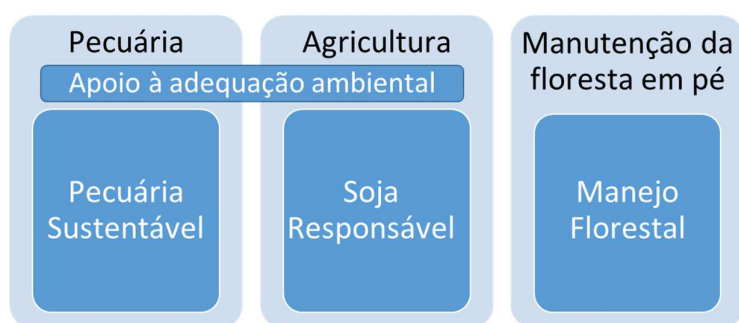 Pecuária
Agricultura
Manutenção da
floresta em pé
Apoio à adequação ambiental
Pecuária
Sustentável
Soja
Responsável
Manejo
Florestal